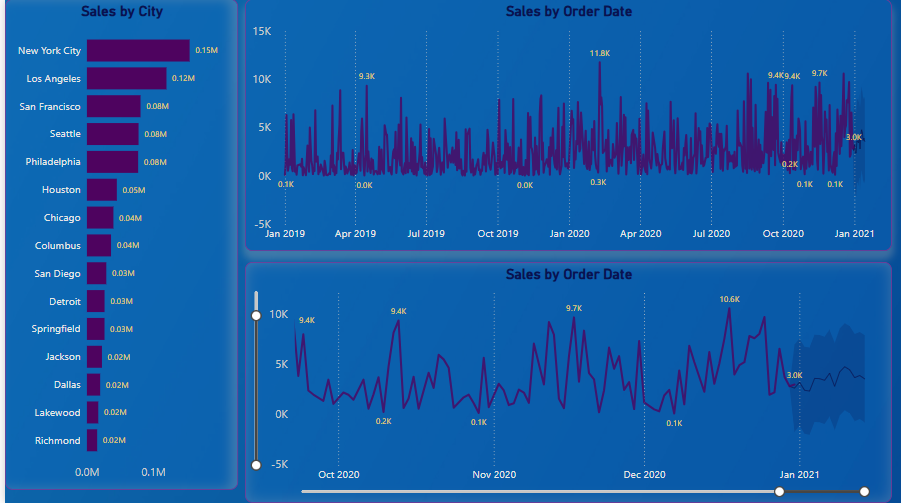 Sales by City
New York City 0.15M
Los Angeles 0.12M
San Francisco 0.08M
Seattle 0.08M
Philadelphia 0.08M
Houston 0.05M
Chicago 0.04M
Columbus 0.04M
San Diego 0.03M
Detroit 0.03M
Springfield 0.03M
Jackson 0.02M
Dallas 0.02M
Lakewood 0.02M
Richmond 0.02M
0.0M 0.1M
Sales by Order Date
15K
11.8K
10K 9.3K 9.4K 9.4K 9.7K
5K
3.0K
0K 0.2K
0.1K 0.0K 0.0K 0.3K 0.1K 0.1K
-5K
Jan 2019 Apr 2019 Jul 2019 Oct 2019 Jan 2020 Apr 2020 Jul 2020 Oct 2020 Jan 2021
Sales by Order Date
10.6K
10K 9.4K 9.4K 9.7K
5K
3.0K
0K
0.2K 0.1K 0.1K
-5K
Oct 2020 Nov 2020 Dec 2020 Jan 2021